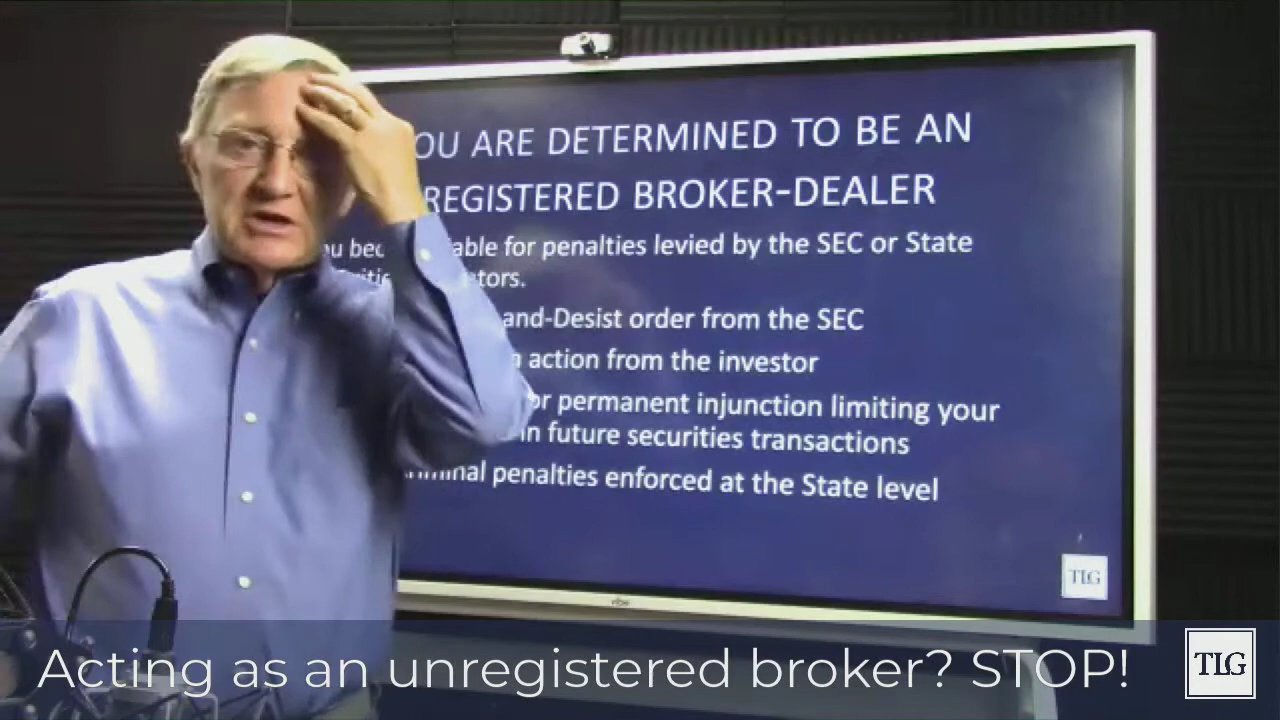 OU ARE DETERMINED TO BE AN
REGISTERED BROKER-DEALER
able for penalties levied by the SEC or State
tors.
and-Desist order from the SEC
action from the investor
or permanent injunction limiting your
in future securities transactions
penalties enforced at the State level
TLG
vibe
Acting as an unregistered broker? STOP!
TLG